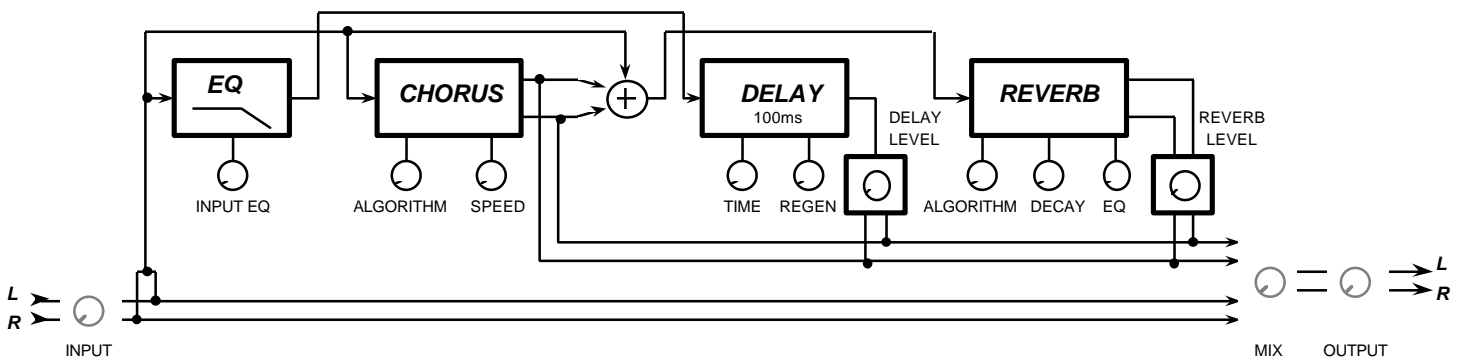 EQ
CHORUS
+
DELAY
100ms
REVERB
DELAY
LEVEL
REVERB
LEVEL
INPUT EQ
ALGORITHM
SPEED
TIME
REGEN
ALGORITHM
DECAY
EQ
L
R
L
R
INPUT
MIX
OUTPUT